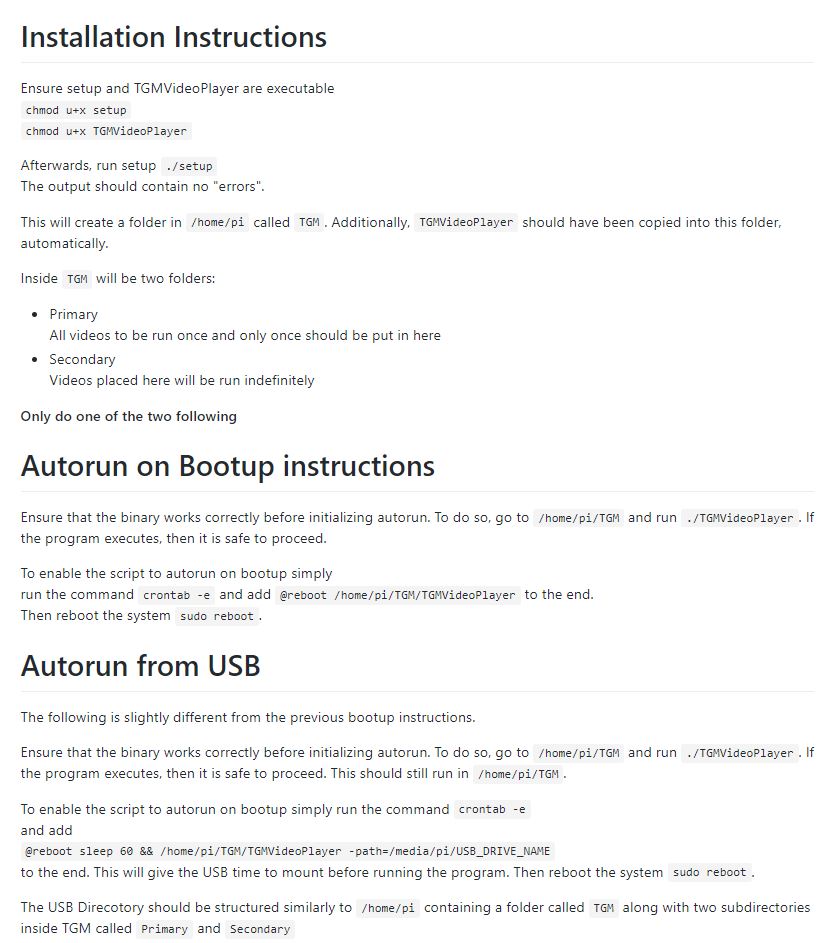 Installation Instructions
Ensure setup and TGMVideoPlayer are executable
chmod u+x setup
chmod u+x TGMVideoPlayer
Afterwards, run setup ./setup
The output should contain no "errors".
This will create a folder in /home/pi called TGM. Additionally, TGMVideoPlayer should have been copied into this folder,
automatically.
Inside TGM will be two folders:
• Primary
All videos to be run once and only once should be put in here
• Secondary
Videos placed here will be run indefinitely
Only do one of the two following
Autorun on Bootup instructions
Ensure that the binary works correctly before initializing autorun. To do so, go to /home/pi/TGM and run ./TGMVideoPlayer. If
the program executes, then it is safe to proceed.
To enable the script to autorun on bootup simply
run the command crontab -e and add @reboot /home/pi/TGM/TGMVideoPlayer to the end.
Then reboot the system sudo reboot.
Autorun from USB
The following is slightly different from the previous bootup instructions.
Ensure that the binary works correctly before initializing autorun. To do so, go to /home/pi/TGM and run ./TGMVideoPlayer. If
the program executes, then it is safe to proceed. This should still run in /home/pi/TGM.
To enable the script to autorun on bootup simply run the command crontab -e
and add
@reboot sleep 60 && /home/pi/TGM/TGMVideoPlayer -path=/media/pi/USB_DRIVE_NAME
to the end. This will give the USB time to mount before running the program. Then reboot the system sudo reboot.
The USB Direcotory should be structured similarly to /home/pi containing a folder called TGM along with two subdirectories
inside TGM called Primary and Secondary